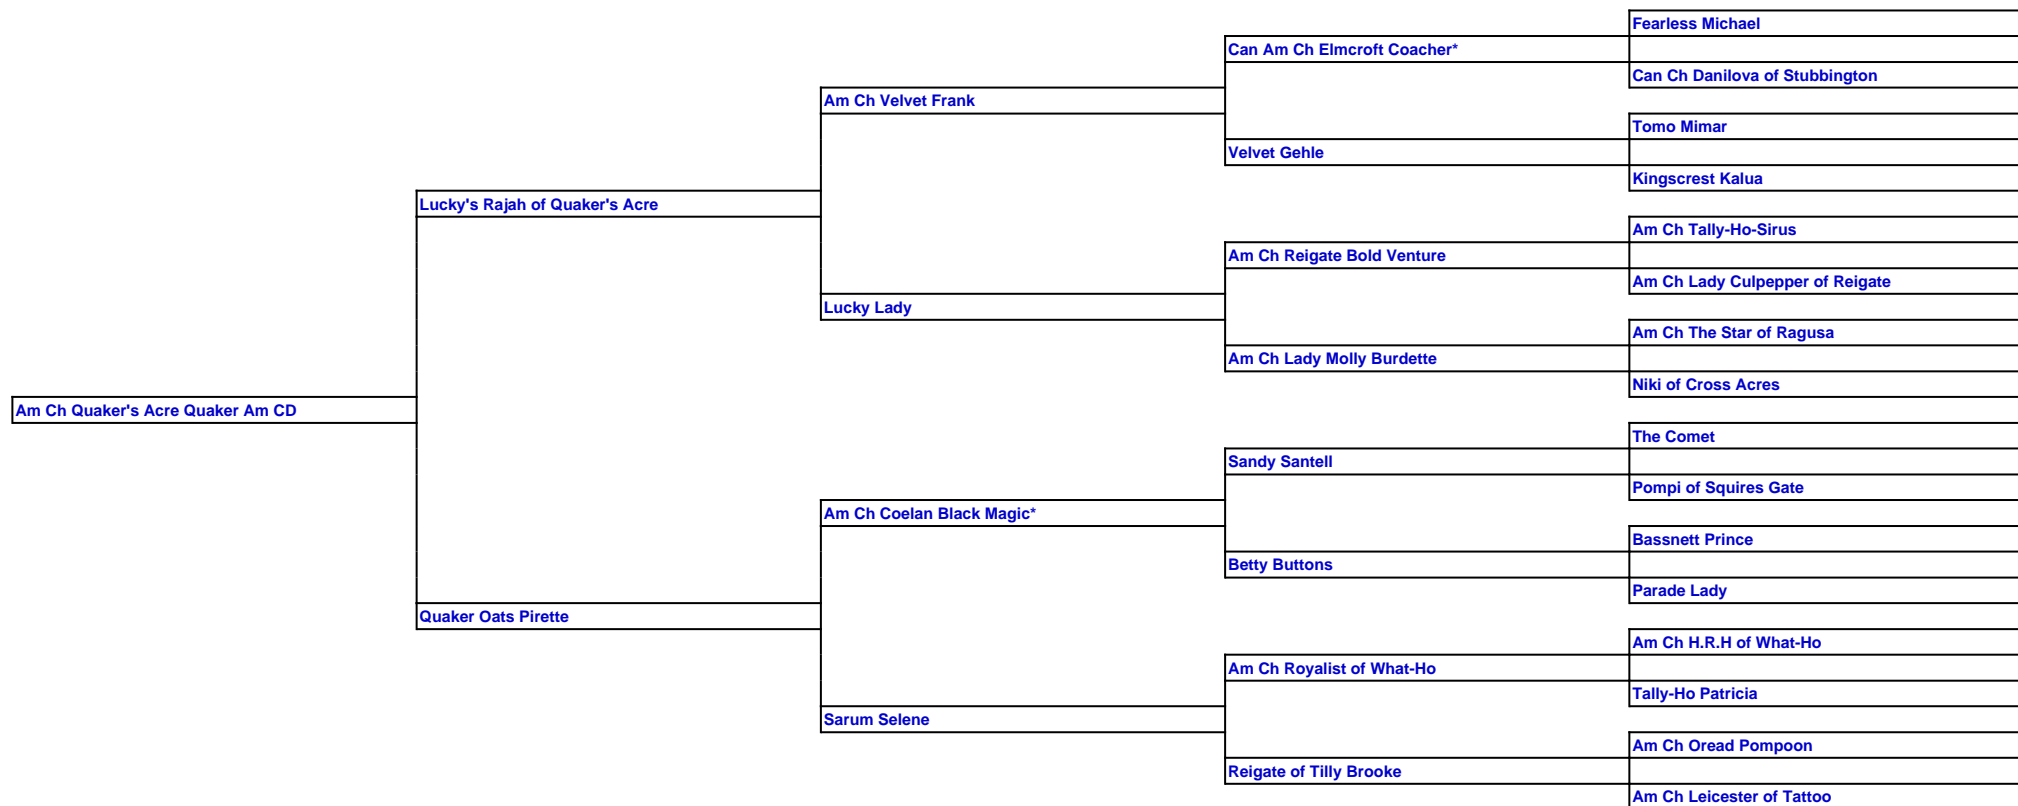 Fearless Michael
Can Am Ch Elmcroft Coacher*
Can Ch Danilova of Stubbington
Am Ch Velvet Frank
Tomo Mimar
Velvet Gehle
Kingscrest Kalua
Lucky's Rajah of Quaker's Acre
Am Ch Tally-Ho-Sirus
Am Ch Reigate Bold Venture
Am Ch Lady Culpepper of Reigate
Lucky Lady
Am Ch The Star of Ragusa
Am Ch Lady Molly Burdette
Niki of Cross Acres
Am Ch Quaker's Acre Quaker Am CD
The Comet
Sandy Santell
Pompi of Squires Gate
Am Ch Coelan Black Magic*
Bassnett Prince
Betty Buttons
Parade Lady
Quaker Oats Pirette
Am Ch H.R.H of What-Ho
Am Ch Royalist of What-Ho
Tally-Ho Patricia
Sarum Selene
Am Ch Oread Pompoon
Reigate of Tilly Brooke
Am Ch Leicester of Tattoo